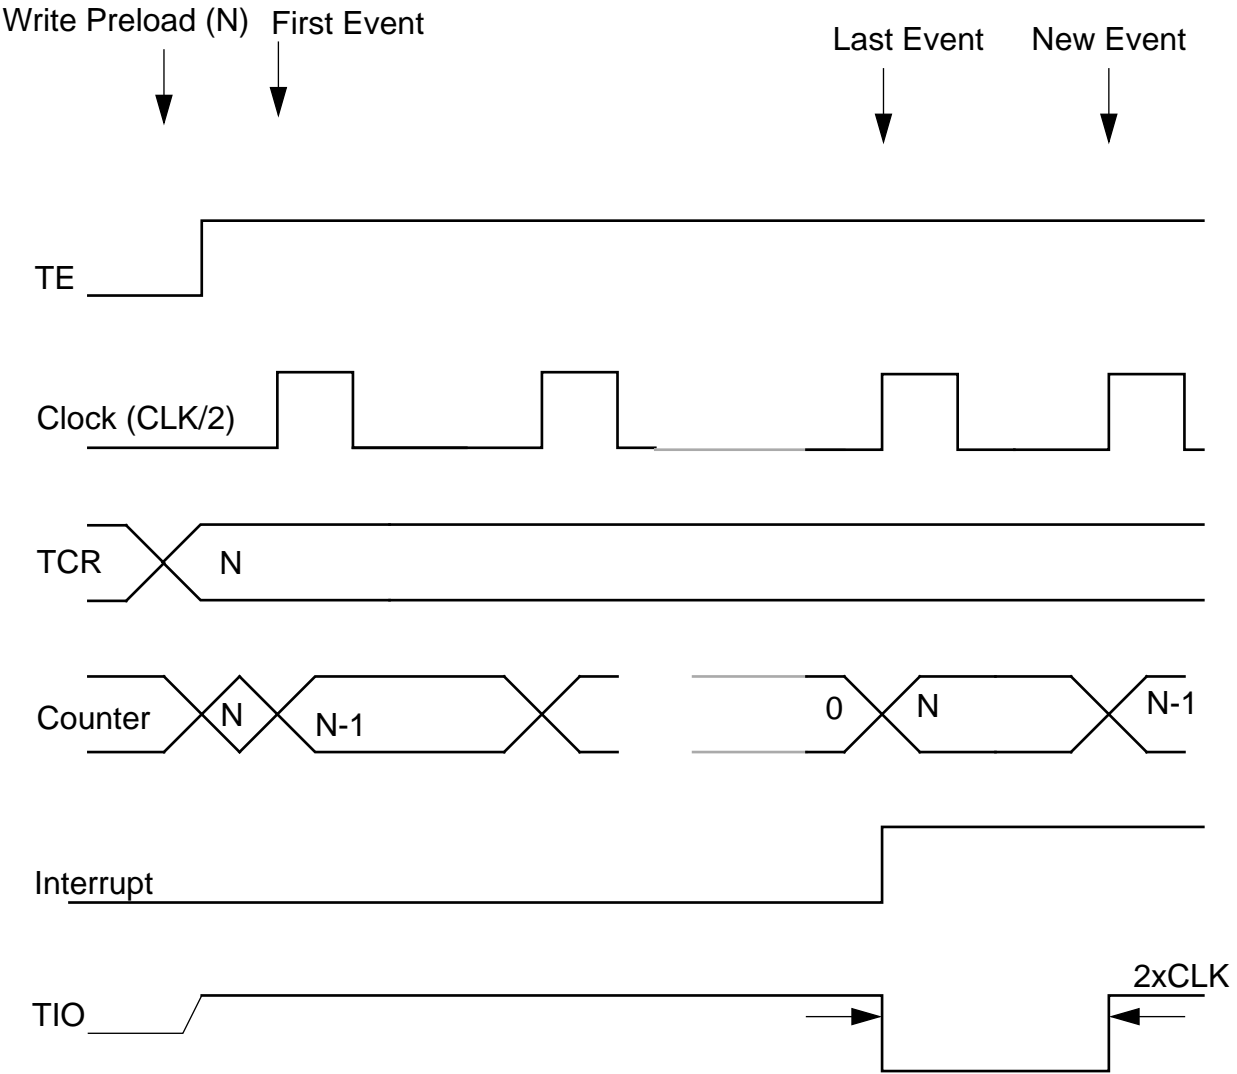 Write Preload (N) First Event
Last Event New Event
TE
Clock (CLK/2)
TCR N
Counter N N-1 0 N N-1
Interrupt
2xCLK
TIO